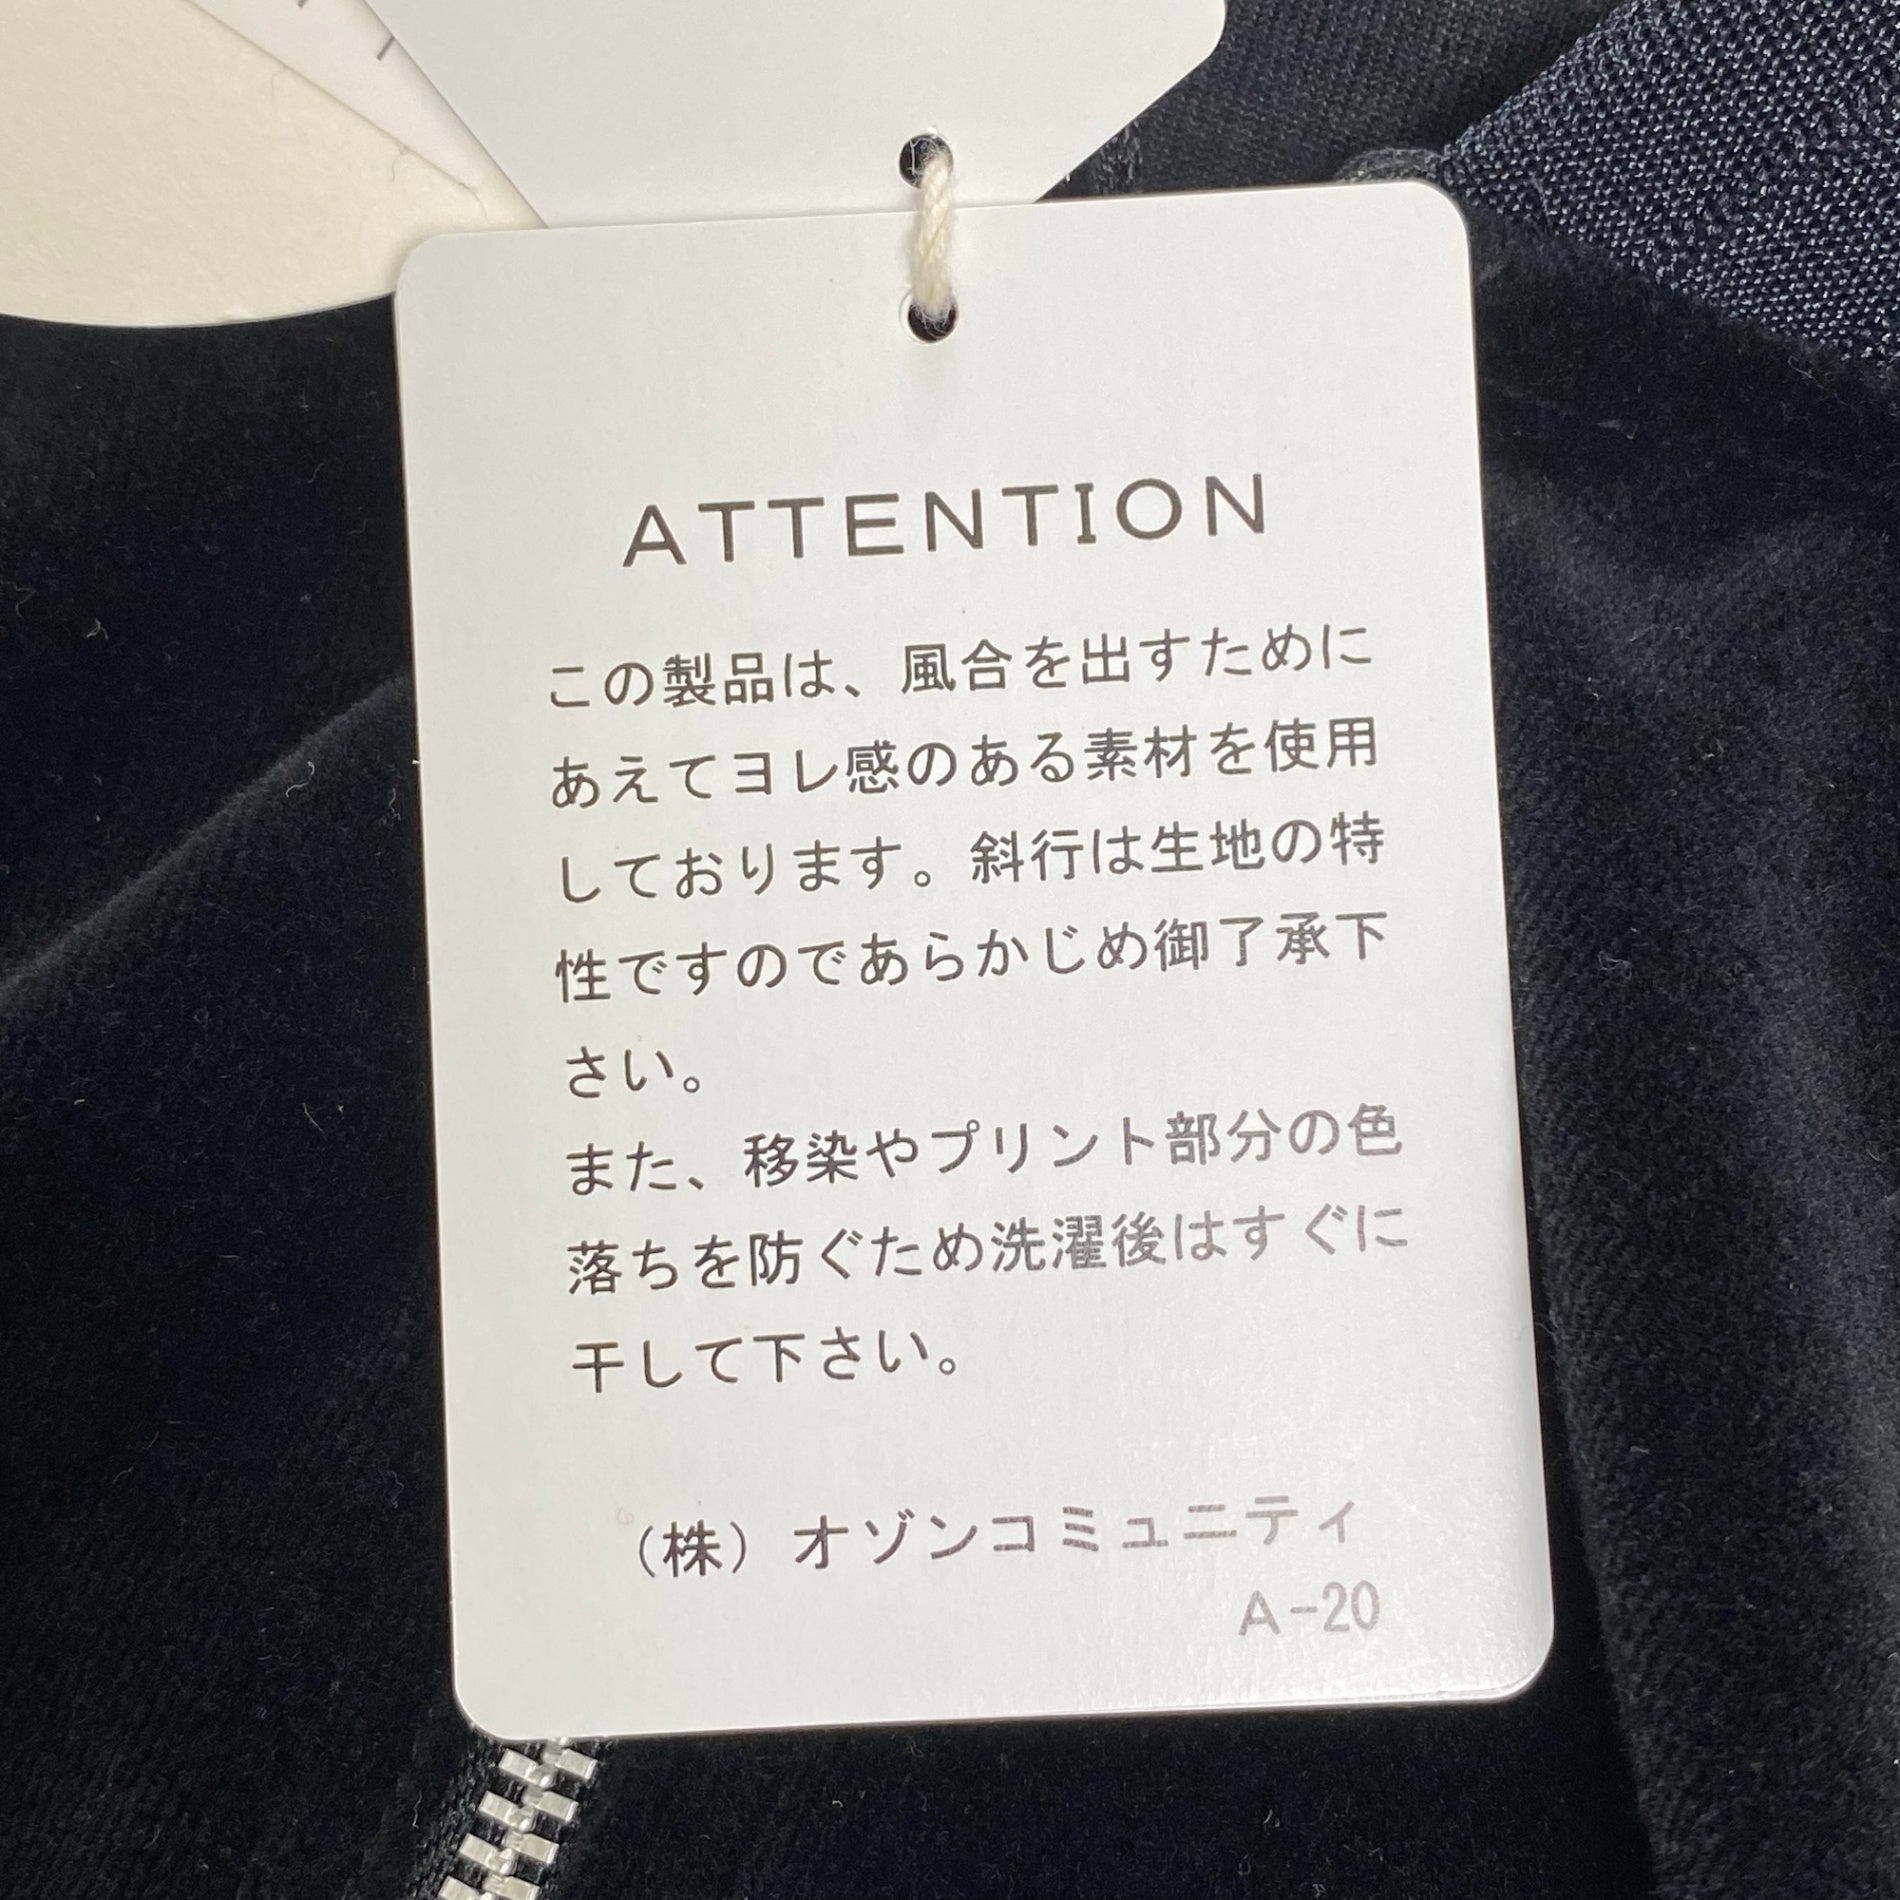 ATTENTION
この製品は、風合を出すために
あえてヨレ感のある素材を使用
しております。斜行は生地の特
性ですのであらかじめ御了承下
さい。
また、移染やプリント部分の色
落ちを防ぐため洗濯後はすぐに
干して下さい。
（株）オゾンコミュニティ
A-20